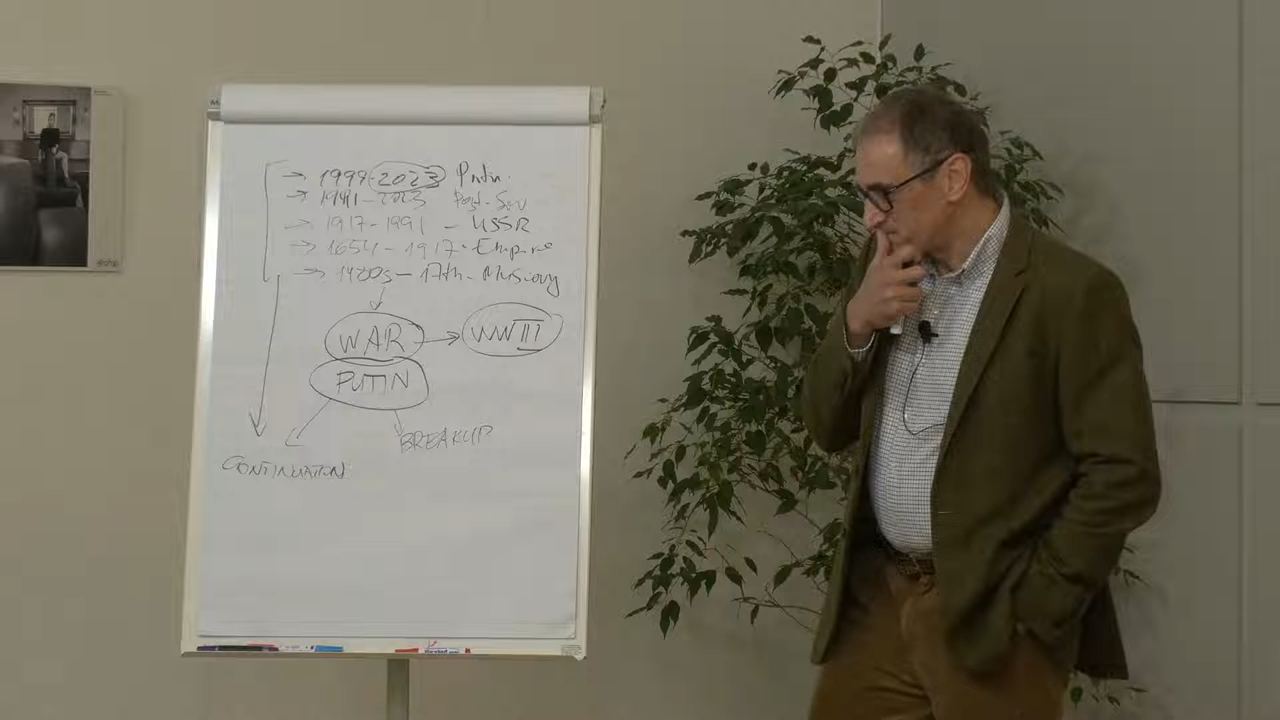 → 1999-2023 Putin.
→ 1991-2023 Post-Sov
→ 1917-1991 - USSR
→ 1654-1917 - Empire
→ 1480s - 17th - Muscovy
WAR → WWIII
PUTIN
BREAKUP
CONTINUATION